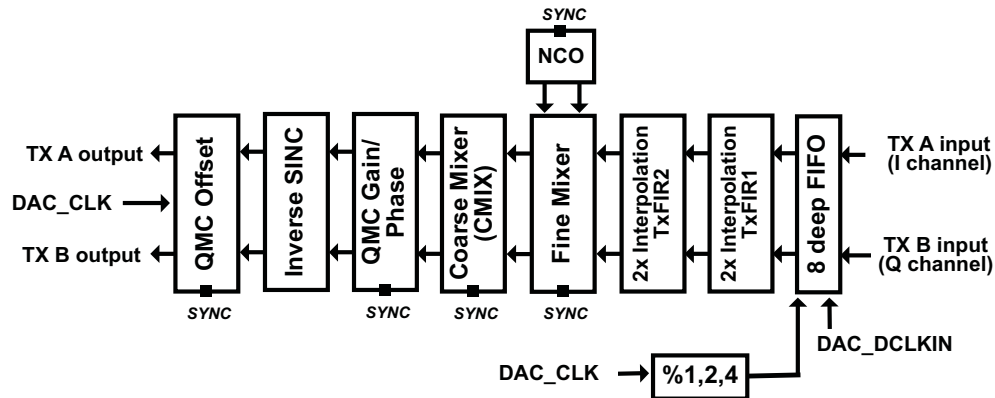 SYNC
NCO
TX A output
DAC_CLK
TX B output
QMC Offset
Inverse SiNC
QMC Gain/
Phase
Coarse Mixer
(CMIX)
Fine Mixer
2x Interpolation
TxFIR2
2x Interpolation
TxFIR1
8 deep FIFO
TX A input
(I channel)
TX B input
(Q channel)
SYNC
SYNC
SYNC
SYNC
DAC_DCLKIN
DAC_CLK
%1,2,4